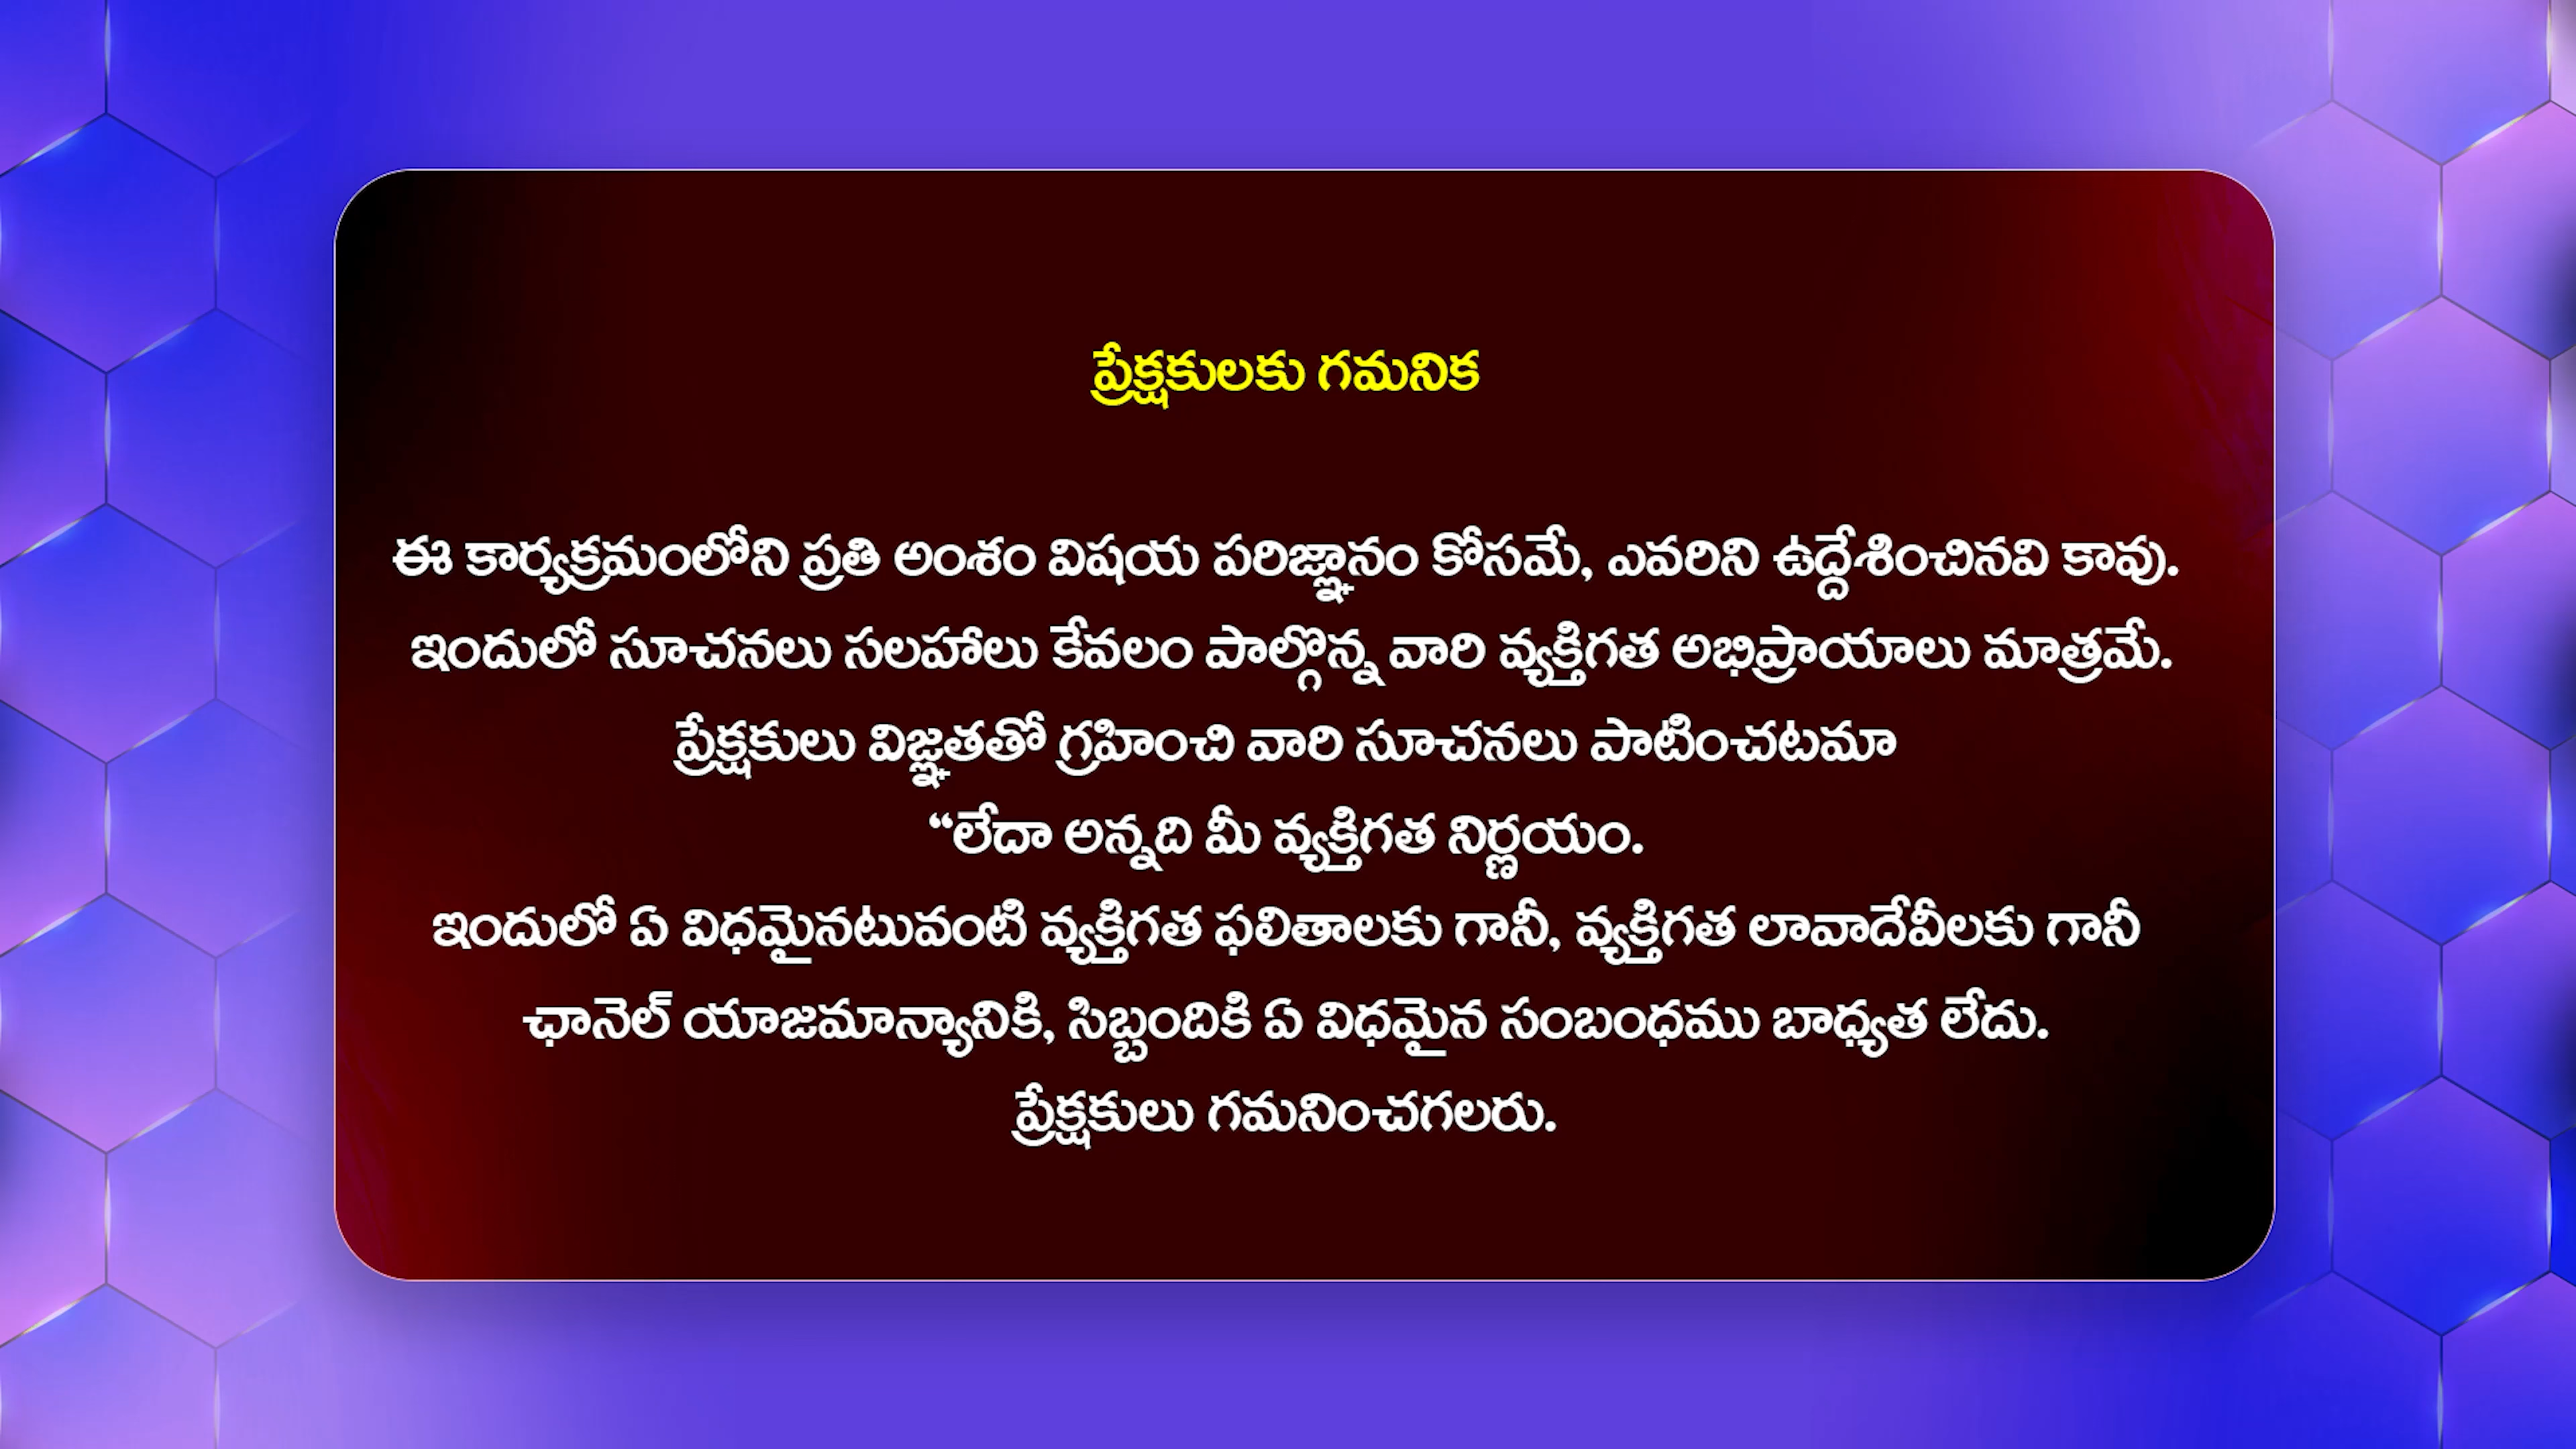 ప్రేక్షకులకు గమనిక
ఈ కార్యక్రమంలోని ప్రతి అంశం విషయ పరిజ్ఞానం కోసమే, ఎవరిని ఉద్దేశించినవి కావు.
ఇందులో సూచనలు సలహాలు కేవలం పాల్గొన్న వారి వ్యక్తిగత అభిప్రాయాలు మాత్రమే.
ప్రేక్షకులు విజ్ఞతతో గ్రహించి వారి సూచనలు పాటించటమా
“లేదా అన్నది మీ వ్యక్తిగత నిర్ణయం.
ఇందులో ఏ విధమైనటువంటి వ్యక్తిగత ఫలితాలకు గానీ, వ్యక్తిగత లావాదేవీలకు గానీ
ఛానెల్ యాజమాన్యానికి, సిబ్బందికి ఏ విధమైన సంబంధము బాధ్యత లేదు.
ప్రేక్షకులు గమనించగలరు.